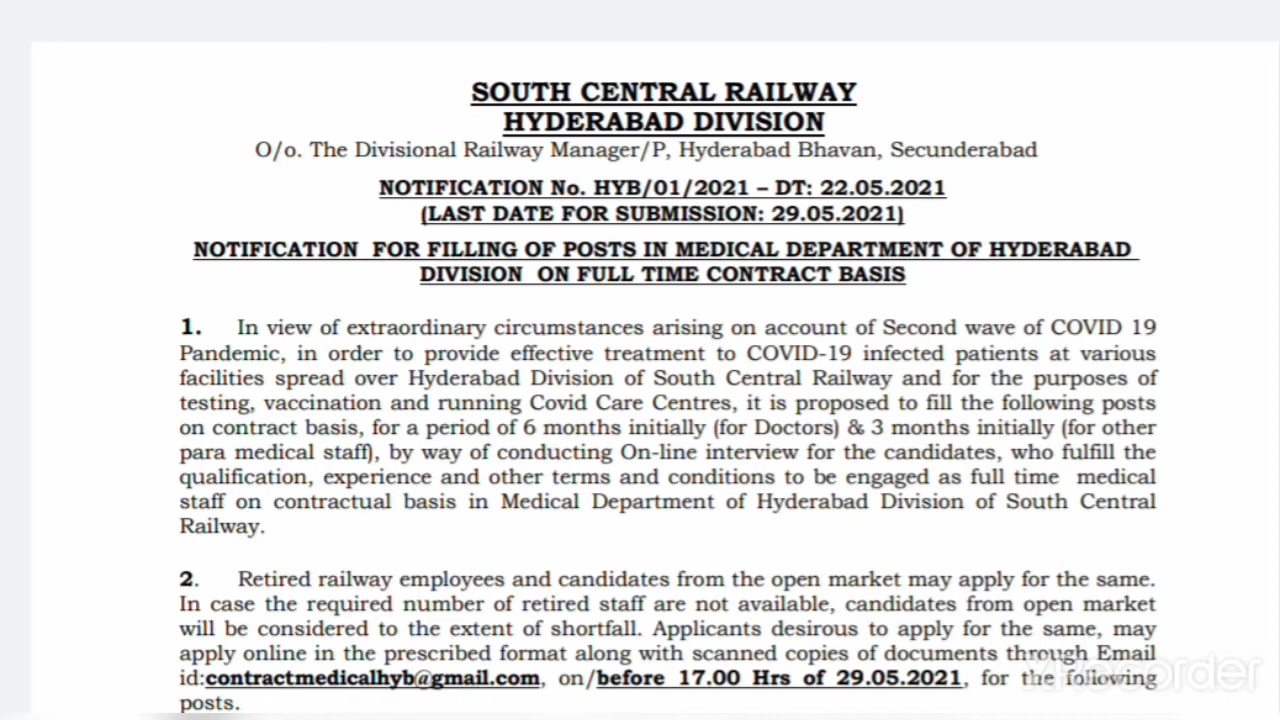 SOUTH CENTRAL RAILWAY
HYDERABAD DIVISION
O/o. The Divisional Railway Manager/P, Hyderabad Bhavan, Secunderabad
NOTIFICATION No. HYB/01/2021 – DT: 22.05.2021
(LAST DATE FOR SUBMISSION: 29.05.2021)
NOTIFICATION FOR FILLING OF POSTS IN MEDICAL DEPARTMENT OF HYDERABAD
DIVISION ON FULL TIME CONTRACT BASIS
1. In view of extraordinary circumstances arising on account of Second wave of COVID 19
Pandemic, in order to provide effective treatment to COVID-19 infected patients at various
facilities spread over Hyderabad Division of South Central Railway and for the purposes of
testing, vaccination and running Covid Care Centres, it is proposed to fill the following posts
on contract basis, for a period of 6 months initially (for Doctors) & 3 months initially (for other
para medical staff), by way of conducting On-line interview for the candidates, who fulfill the
qualification, experience and other terms and conditions to be engaged as full time medical
staff on contractual basis in Medical Department of Hyderabad Division of South Central
Railway.
2. Retired railway employees and candidates from the open market may apply for the same.
In case the required number of retired staff are not available, candidates from open market
will be considered to the extent of shortfall. Applicants desirous to apply for the same, may
apply online in the prescribed format along with scanned copies of documents through Email
id:contractmedicalhyb@gmail.com, on/before 17.00 Hrs of 29.05.2021, for the following
posts.
XRecorder